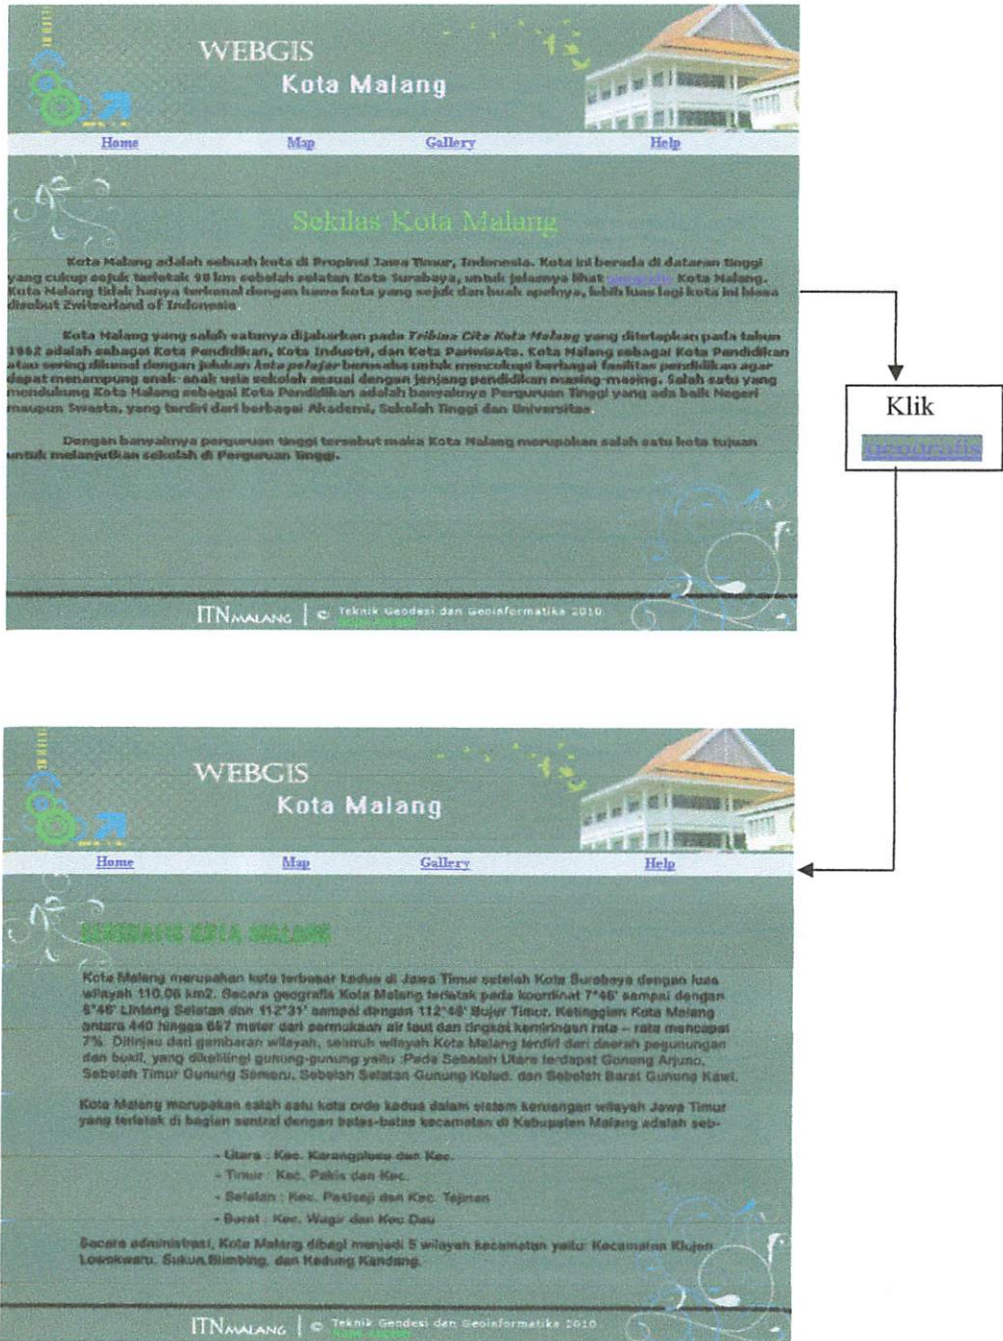 WEBGIS
Kota Malang
Home Map Gallery Help
Sekilas Kota Malang
Kota Malang adalah sebuah kota di Propinsi Jawa Timur, Indonesia. Kota ini berada di dataran tinggi
yang cukup sejuk terletak 90 km sebelah selatan Kota Surabaya, untuk jelasnya lihat geografis Kota Malang.
Kota Malang tidak hanya terkenal dengan hawa kota yang sejuk dan buah apelnya, lebih luas lagi kota ini biasa
disebut Zwitserland of Indonesia.
Kota Malang yang salah satunya dijabarkan pada Tribina Cita Kota Malang yang ditetapkan pada tahun
1962 adalah sebagai Kota Pendidikan, Kota Industri, dan Kota Pariwisata. Kota Malang sebagai Kota Pendidikan
atau sering dikenal dengan julukan kota pelajar berusaha untuk mencukupi berbagai fasilitas pendidikan agar
dapat menampung anak-anak usia sekolah sesuai dengan jenjang pendidikan masing-masing. Salah satu yang
mendukung Kota Malang sebagai Kota Pendidikan adalah banyaknya Perguruan Tinggi yang ada baik Negeri
maupun Swasta, yang terdiri dari berbagai Akademi, Sekolah Tinggi dan Universitas.
Dengan banyaknya perguruan tinggi tersebut maka Kota Malang merupakan salah satu kota tujuan
untuk melanjutkan sekolah di Perguruan tinggi.
ITN MALANG | © Teknik Geodesi dan Geoinformatika 2010
Klik
geografis
WEBGIS
Kota Malang
Home Map Gallery Help
GEOGRAFIS KOTA MALANG
Kota Malang merupakan kota terbesar kedua di Jawa Timur setelah Kota Surabaya dengan luas
wilayah 110.06 km2. Secara geografis Kota Malang terletak pada koordinat 7°46' sampai dengan
8°46' Lintang Selatan dan 112°31' sampai dengan 112°48' Bujur Timur. Ketinggian Kota Malang
antara 440 hingga 667 meter dari permukaan air laut dan tingkat kemiringan rata – rata mencapai
7%. Ditinjau dari gambaran wilayah, seluruh wilayah Kota Malang terdiri dari daerah pegunungan
dan bukit, yang dikelilingi gunung-gunung yaitu :Pada Sebelah Utara terdapat Gunung Arjuno,
Sebelah Timur Gunung Semeru, Sebelah Selatan Gunung Kelud, dan Sebelah Barat Gunung Kawi.
Kota Malang merupakan salah satu kota orde kedua dalam sistem keruangan wilayah Jawa Timur
yang terletak di bagian sentral dengan batas-batas kecamatan di Kabupaten Malang adalah seb-
- Utara : Kec. Karangploso dan Kec.
- Timur : Kec. Pakis dan Kec.
- Selatan : Kec. Pakisaji dan Kec. Tajinan
- Barat : Kec. Wagir dan Kec Dau
Secara administrasi, Kota Malang dibagi menjadi 5 wilayah kecamatan yaitu: Kecamatan Klojen
Lowokwaru, Sukun,Blimbing, dan Kedung Kandang.
ITN MALANG | © Teknik Geodesi dan Geoinformatika 2010